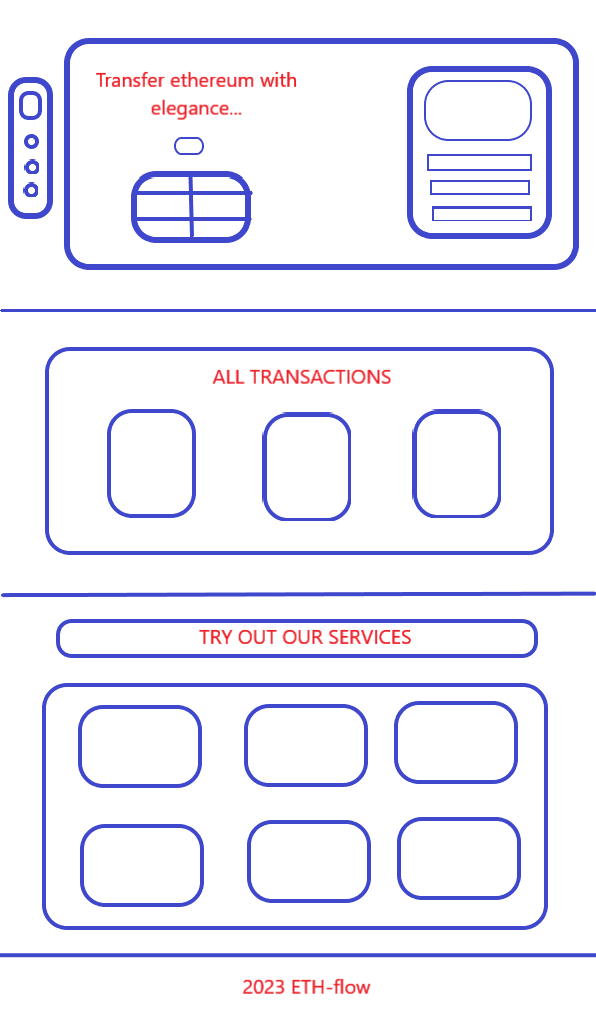 Transfer ethereum with
elegance...
ALL TRANSACTIONS
TRY OUT OUR SERVICES
2023 ETH-flow